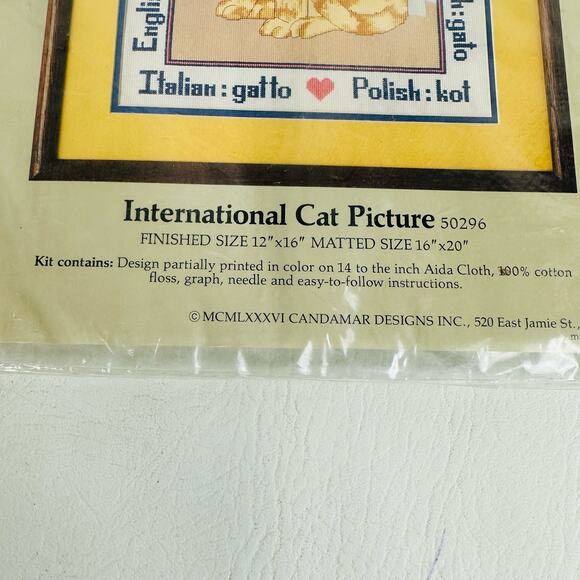 English
h:gato
Italian:gatto ♥ Polish:kot
International Cat Picture 50296
FINISHED SIZE 12"x16" MATTED SIZE 16"x20"
Kit contains: Design partially printed in color on 14 to the inch Aida Cloth, 100% cotton
floss, graph, needle and easy-to-follow instructions.
©MCMLXXXVI CANDAMAR DESIGNS INC., 520 East Jamie St.,